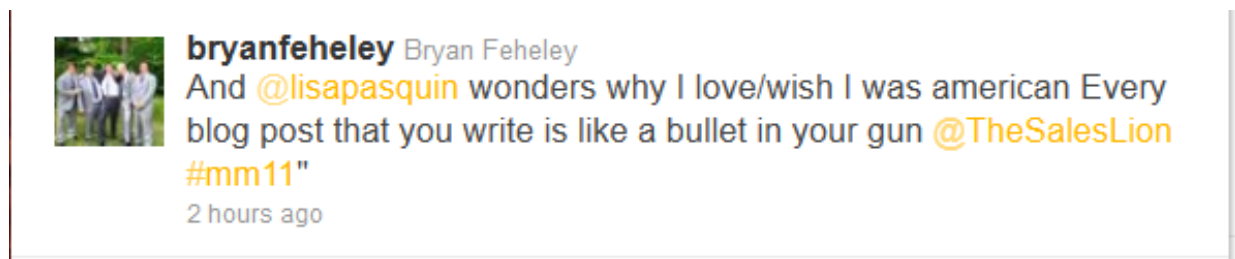 bryanfeheley Bryan Feheley
And @lisapasquin wonders why I love/wish I was american Every
blog post that you write is like a bullet in your gun @TheSalesLion
#mm11"
2 hours ago